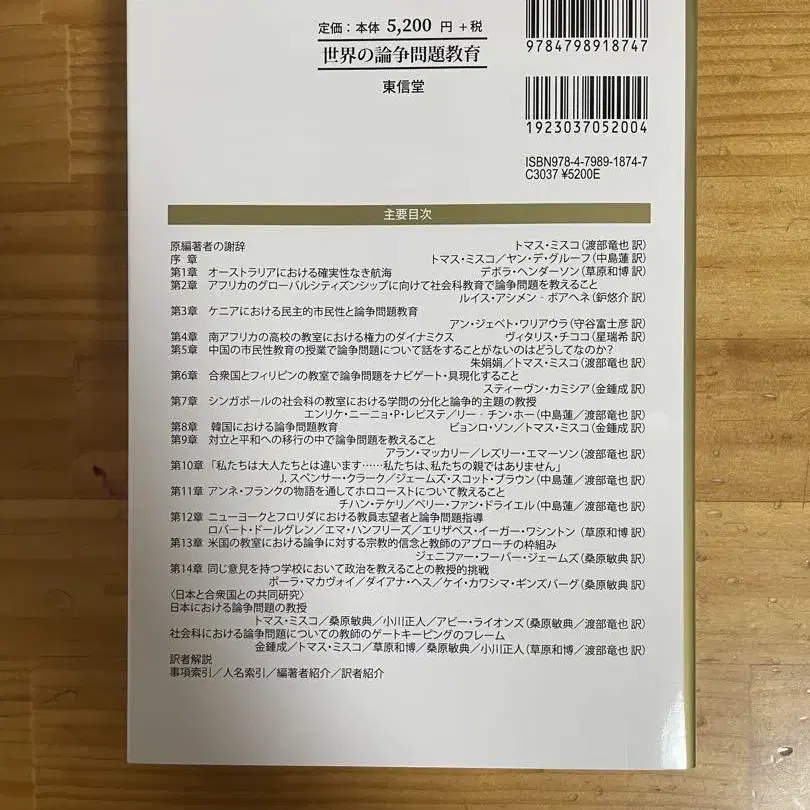 定価：本体 5,200 円＋税
世界の論争問題教育
東信堂
9784798918747
1923037052004
ISBN978-4-7989-1874-7
C3037 ¥5200E
主要目次
原編著者の謝辞 トマス・ミスコ（渡部竜也 訳）
序 章 トマス・ミスコ／ヤン・デ・グルーフ（中島蓮 訳）
第1章 オーストラリアにおける確実性なき航海 デボラ・ヘンダーソン（草原和博 訳）
第2章 アフリカのグローバルシティズンシップに向けて社会科教育で論争問題を教えること
ルイス・アシメン‐ボアヘネ（鈩悠介 訳）
第3章 ケニアにおける民主的市民性と論争問題教育
アン・ジェベト・ワリアウラ（守谷富士彦 訳）
第4章 南アフリカの高校の教室における権力のダイナミクス ヴィタリス・チココ（星瑞希 訳）
第5章 中国の市民性教育の授業で論争問題について話をすることがないのはどうしてなのか？
朱娟娟／トマス・ミスコ（渡部竜也 訳）
第6章 合衆国とフィリピンの教室で論争問題をナビゲート・具現化すること
スティーヴン・カミシア（金鍾成 訳）
第7章 シンガポールの社会科の教室における学問の分化と論争的主題の教授
エンリケ・ニーニョ・P・レビステ／リー‐チン・ホー（中島蓮／渡部竜也 訳）
第8章 韓国における論争問題教育 ビョンロ・ソン／トマス・ミスコ（金鍾成 訳）
第9章 対立と平和への移行の中で論争問題を教えること
アラン・マッカリー／レズリー・エマーソン（渡部竜也 訳）
第10章 「私たちは大人たちとは違います……私たちは、私たちの親ではありません」
J. スペンサー・クラーク／ジェームズ・スコット・ブラウン（中島蓮／渡部竜也 訳）
第11章 アンネ・フランクの物語を通してホロコーストについて教えること
チハン・テケリ／ベリー・ファン・ドライエル（中島蓮／渡部竜也 訳）
第12章 ニューヨークとフロリダにおける教員志望者と論争問題指導
ロバート・ドールグレン／エマ・ハンフリーズ／エリザベス・イーガー・ワシントン（草原和博 訳）
第13章 米国の教室における論争に対する宗教的信念と教師のアプローチの枠組み
ジェニファー・フーバー・ジェームズ（桑原敏典 訳）
第14章 同じ意見を持つ学校において政治を教えることの教授的挑戦
ポーラ・マカヴォイ／ダイアナ・ヘス／ケイ・カワシマ・ギンズバーグ（桑原敏典 訳）
〈日本と合衆国との共同研究〉
日本における論争問題の教授
トマス・ミスコ／桑原敏典／小川正人／アビー・ライオンズ（桑原敏典／渡部竜也 訳）
社会科における論争問題についての教師のゲートキーピングのフレーム
金鍾成／トマス・ミスコ／草原和博／桑原敏典／小川正人（草原和博／渡部竜也 訳）
訳者解説
事項索引／人名索引／編著者紹介／訳者紹介